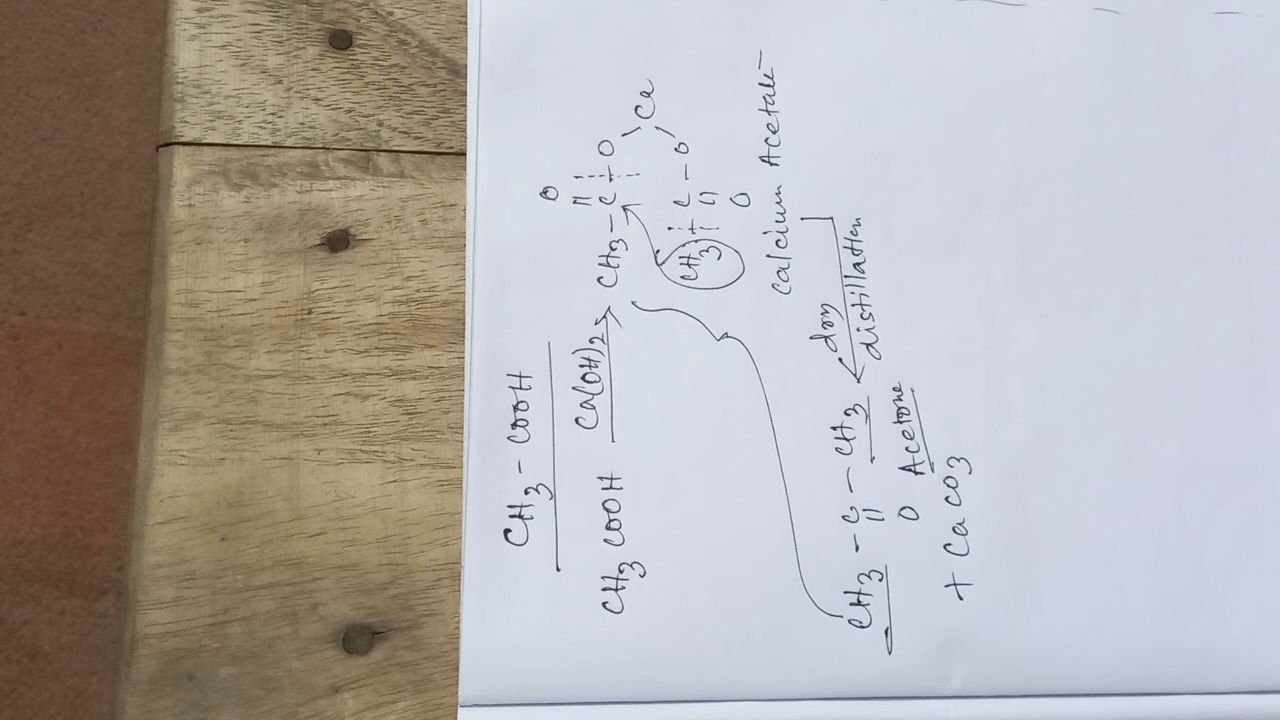 CH3 - COOH
O
||
CH3COOH Ca(OH)2 → CH3 - C - O
Ca
CH3 - C - O
||
O
Calcium Acetate
dry
distillation
CH3 - C - CH3
||
O Acetone
+ CaCO3